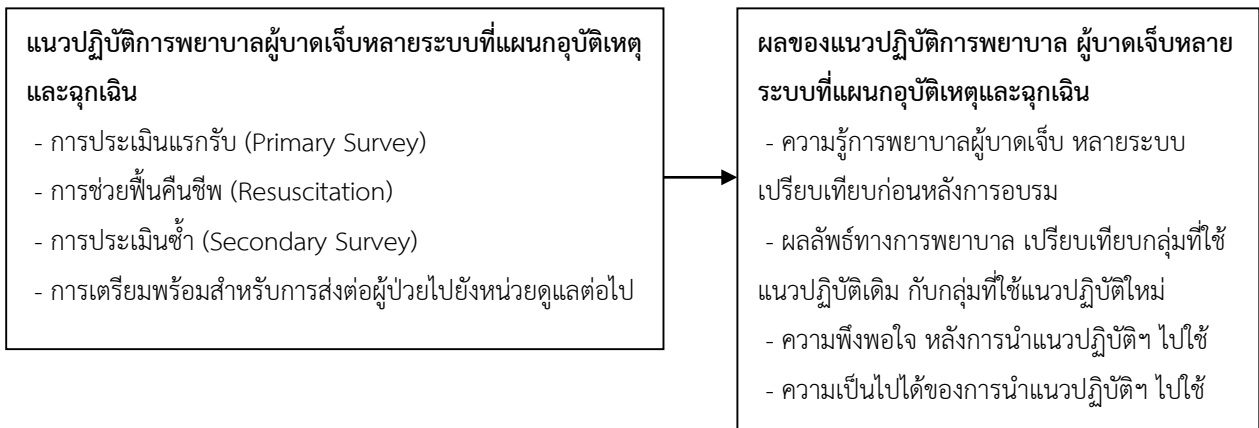 แนวปฏิบัติการพยาบาลผู้บาดเจ็บหลายระบบที่แผนกอุบัติเหตุ
และฉุกเฉิน
- การประเมินแรกรับ (Primary Survey)
- การช่วยฟื้นคืนชีพ (Resuscitation)
- การประเมินซ้ำ (Secondary Survey)
- การเตรียมพร้อมสำหรับการส่งต่อผู้ป่วยไปยังหน่วยดูแลต่อไป
ผลของแนวปฏิบัติการพยาบาล ผู้บาดเจ็บหลาย
ระบบที่แผนกอุบัติเหตุและฉุกเฉิน
- ความรู้การพยาบาลผู้บาดเจ็บ หลายระบบ
เปรียบเทียบก่อนหลังการอบรม
- ผลลัพธ์ทางการพยาบาล เปรียบเทียบกลุ่มที่ใช้
แนวปฏิบัติเดิม กับกลุ่มที่ใช้แนวปฏิบัติใหม่
- ความพึงพอใจ หลังการนำแนวปฏิบัติฯ ไปใช้
- ความเป็นไปได้ของการนำแนวปฏิบัติฯ ไปใช้